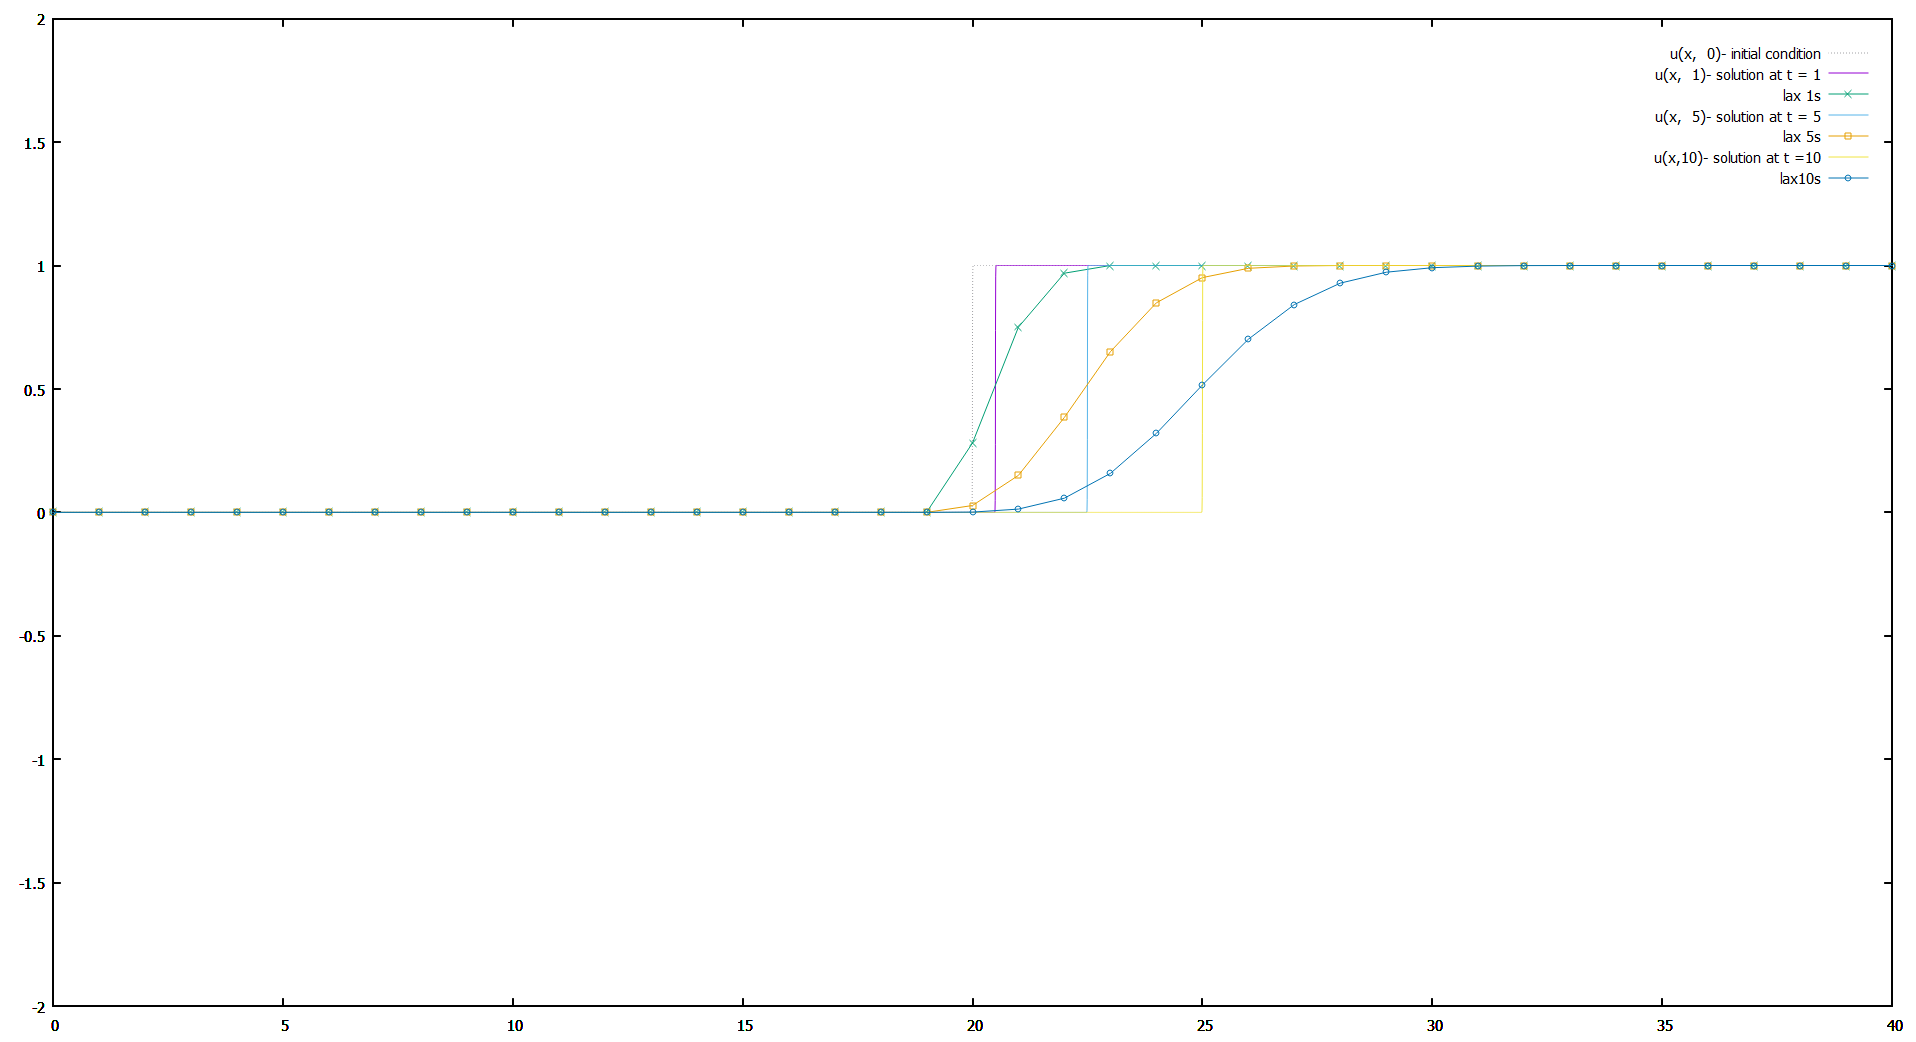 2
1.5
1
0.5
0
-0.5
-1
-1.5
-2
0 5 10 15 20 25 30 35 40
u(x,  0)- initial condition
u(x,  1)- solution at t = 1
lax 1s
u(x,  5)- solution at t = 5
lax 5s
u(x,10)- solution at t =10
lax10s